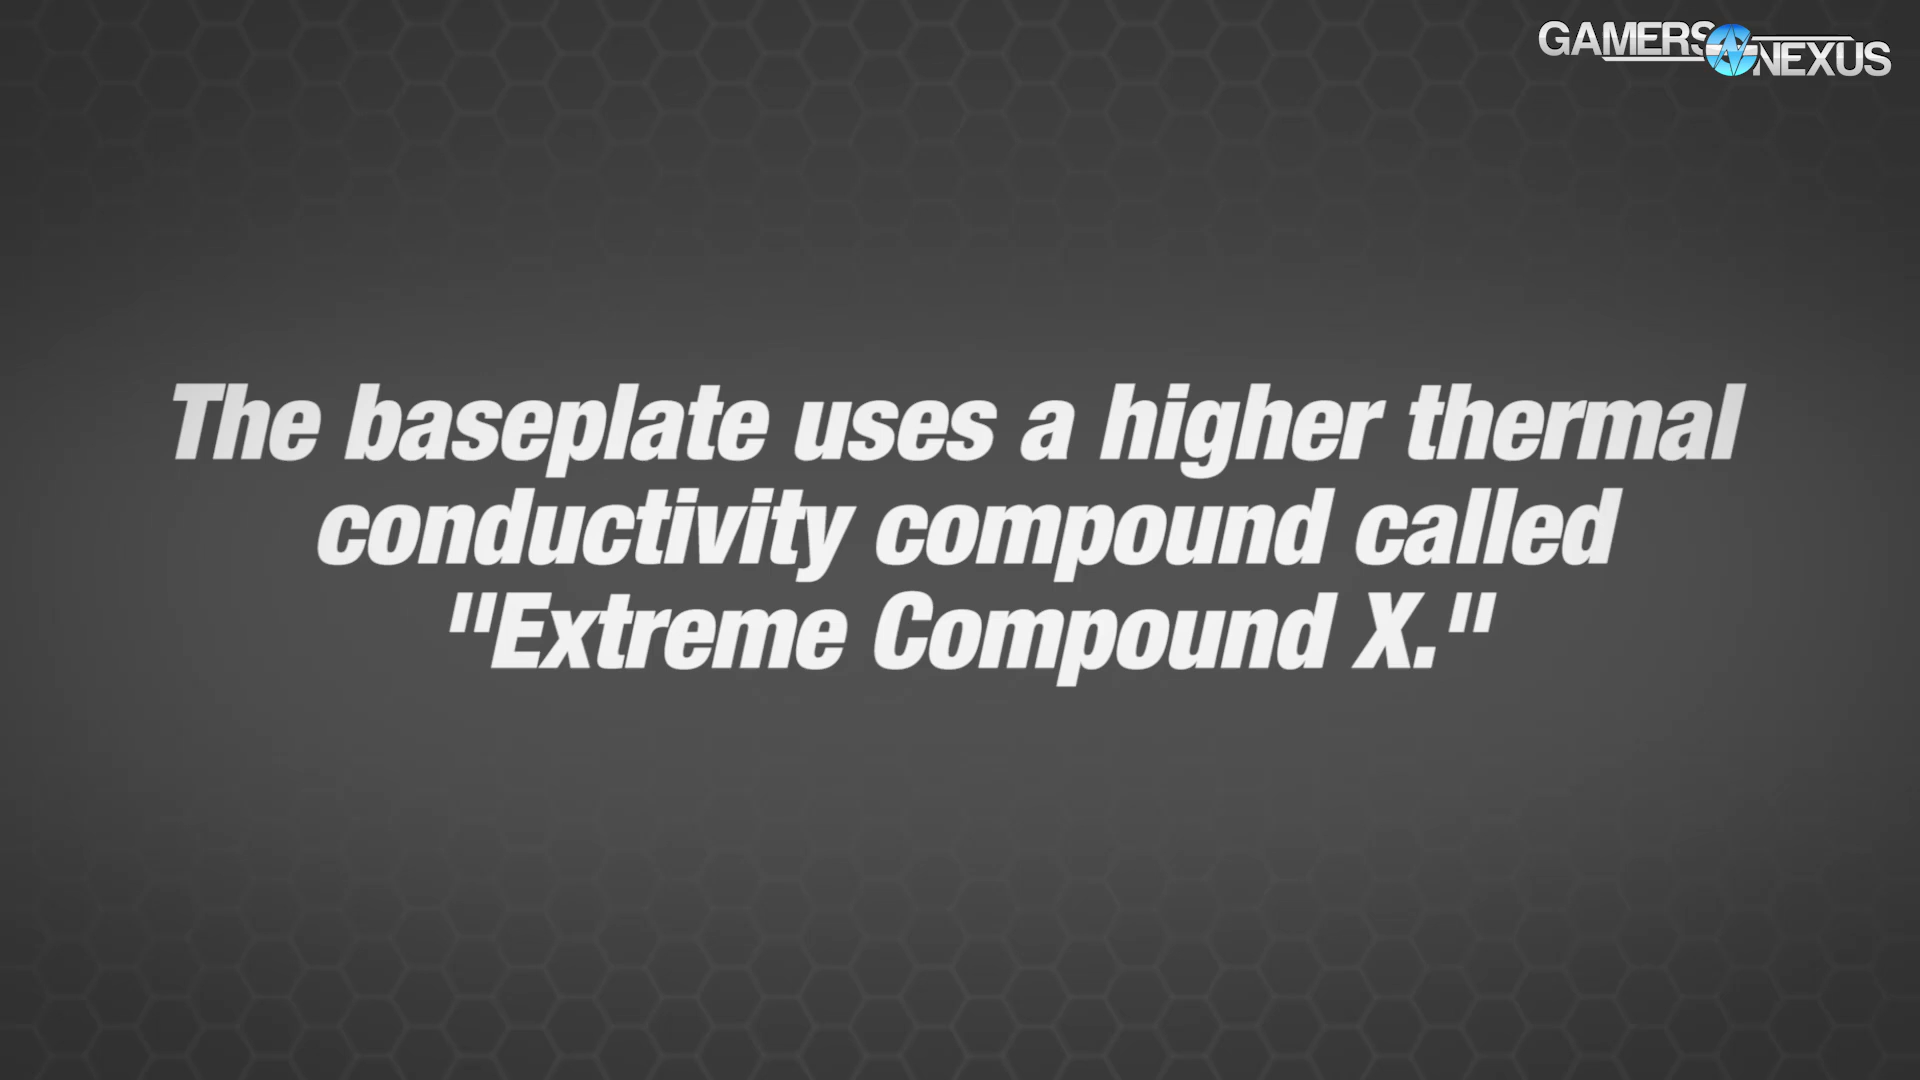 GAMERS NEXUS
The baseplate uses a higher thermal
conductivity compound called
"Extreme Compound X."